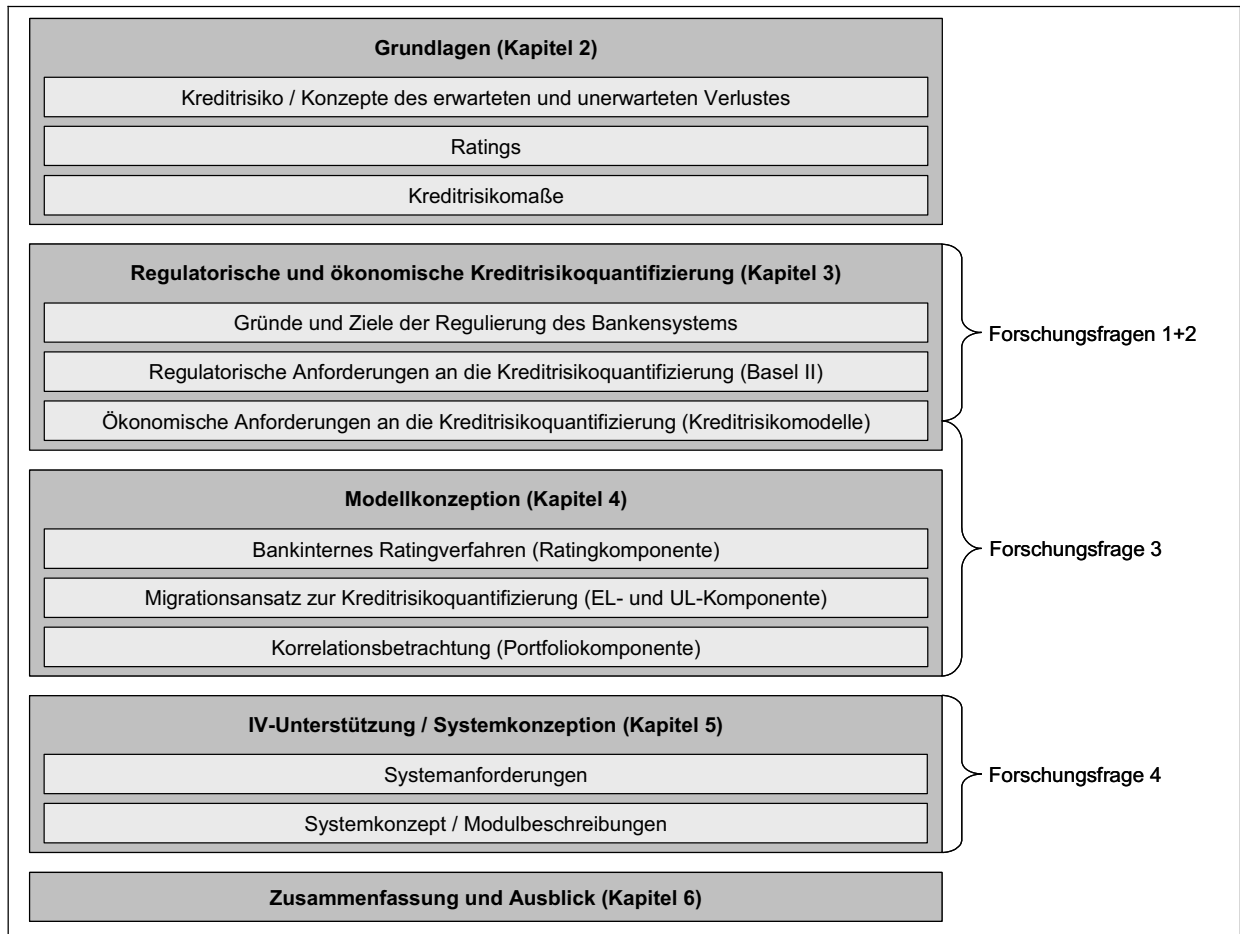 Grundlagen (Kapitel 2)
Kreditrisiko / Konzepte des erwarteten und unerwarteten Verlustes
Ratings
Kreditrisikomaße
Regulatorische und ökonomische Kreditrisikoquantifizierung (Kapitel 3)
Gründe und Ziele der Regulierung des Bankensystems
Regulatorische Anforderungen an die Kreditrisikoquantifizierung (Basel II)
Ökonomische Anforderungen an die Kreditrisikoquantifizierung (Kreditrisikomodelle)
Forschungsfragen 1+2
Modellkonzeption (Kapitel 4)
Bankinternes Ratingverfahren (Ratingkomponente)
Migrationsansatz zur Kreditrisikoquantifizierung (EL- und UL-Komponente)
Korrelationsbetrachtung (Portfoliokomponente)
Forschungsfrage 3
IV-Unterstützung / Systemkonzeption (Kapitel 5)
Systemanforderungen
Systemkonzept / Modulbeschreibungen
Forschungsfrage 4
Zusammenfassung und Ausblick (Kapitel 6)